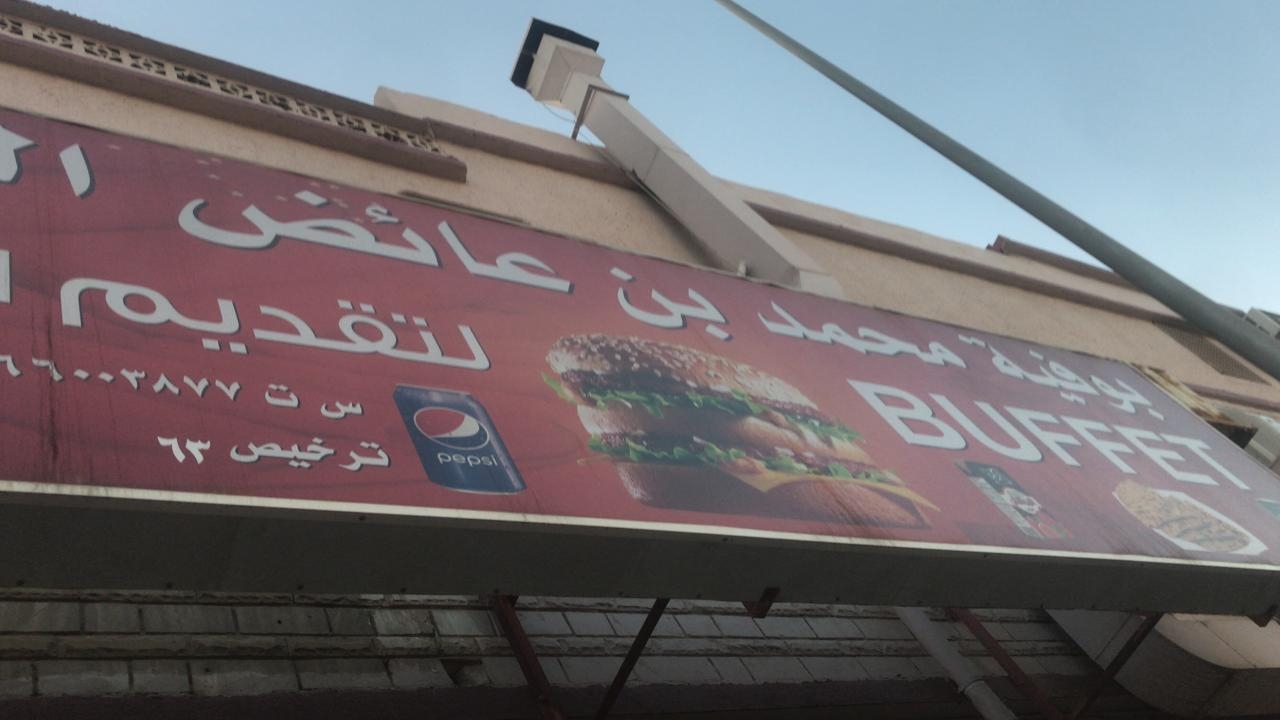 بوفية محمد بن عائض
BUFFET
لتقديم
س ت
٦٦٠٠٣٨٧٧
ترخيص ٦٣
pepsi